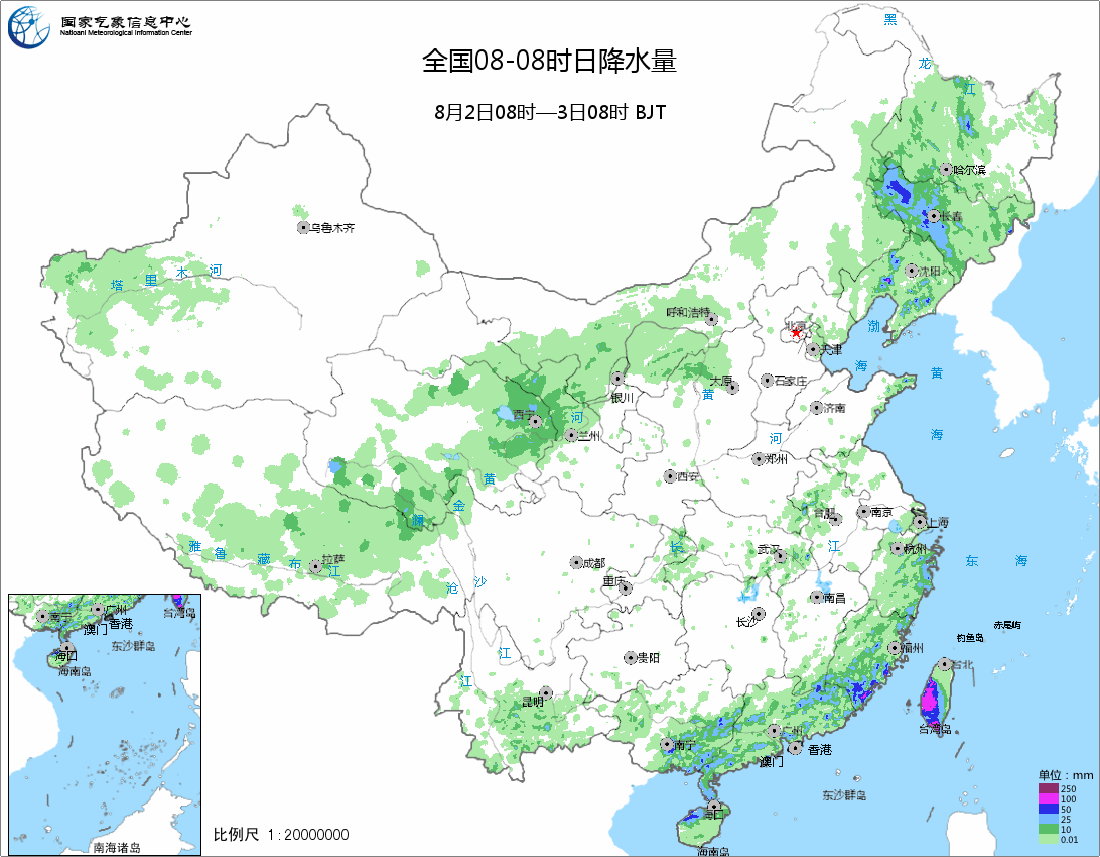 国家气象信息中心
National Meteorological Information Center
全国08-08时日降水量
8月2日08时—3日08时 BJT
黑
龙
江
哈尔滨
长春
乌鲁木齐
沈阳
塔 里 木 河
呼和浩特
北京
渤
天津
海
黄
银川
太原
石家庄
黄
西宁
河
济南
兰州
海
河
西安
郑州
黄
金
澜
合肥
南京
上海
雅 鲁 藏 布 江
拉萨
长
武汉
江
杭州
东 海
成都
沧
沙
重庆
南昌
长沙
赤尾屿
钓鱼岛
江
贵阳
福州
台北
江
昆明
台湾岛
南宁
广州
香港
澳门
东沙群岛
海口
海南岛
南宁
广州
台湾岛
澳门
香港
海口
东沙群岛
海南岛
南海诸岛
比例尺 1:20000000
单位：mm
250
100
50
25
10
0.01